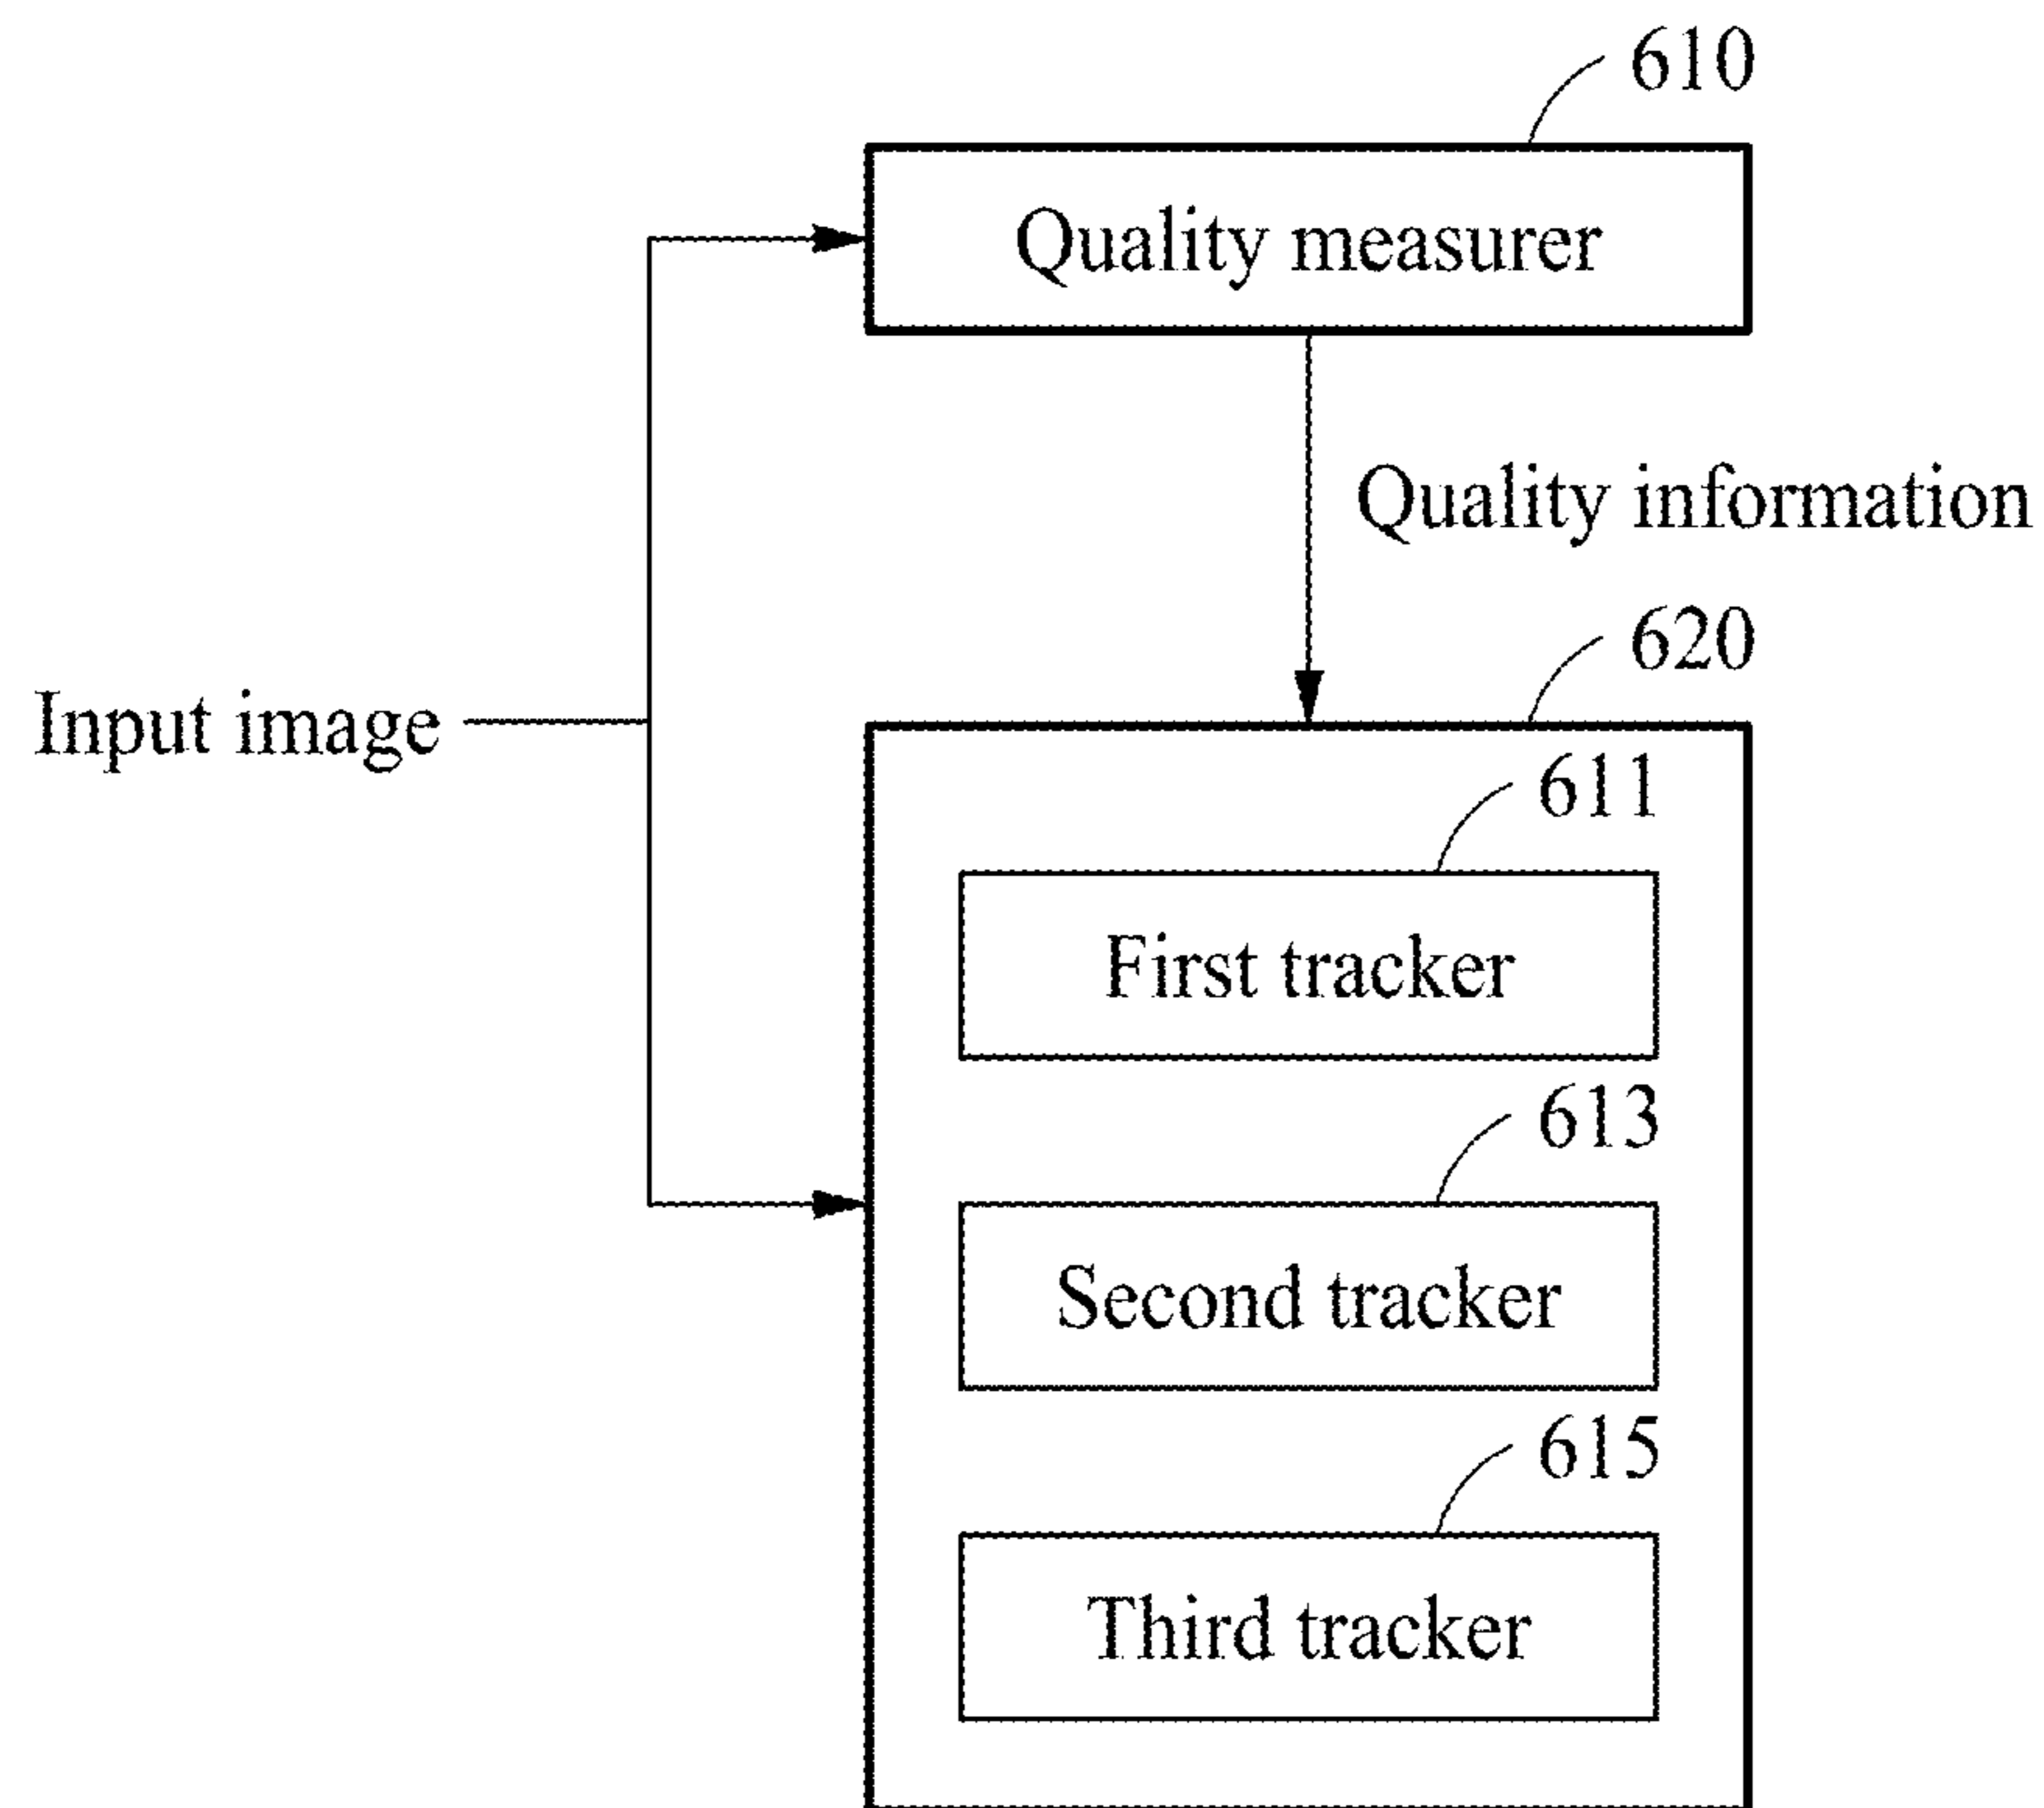 610
Quality measurer
Quality information
620
Input image
611
First tracker
613
Second tracker
615
Third tracker